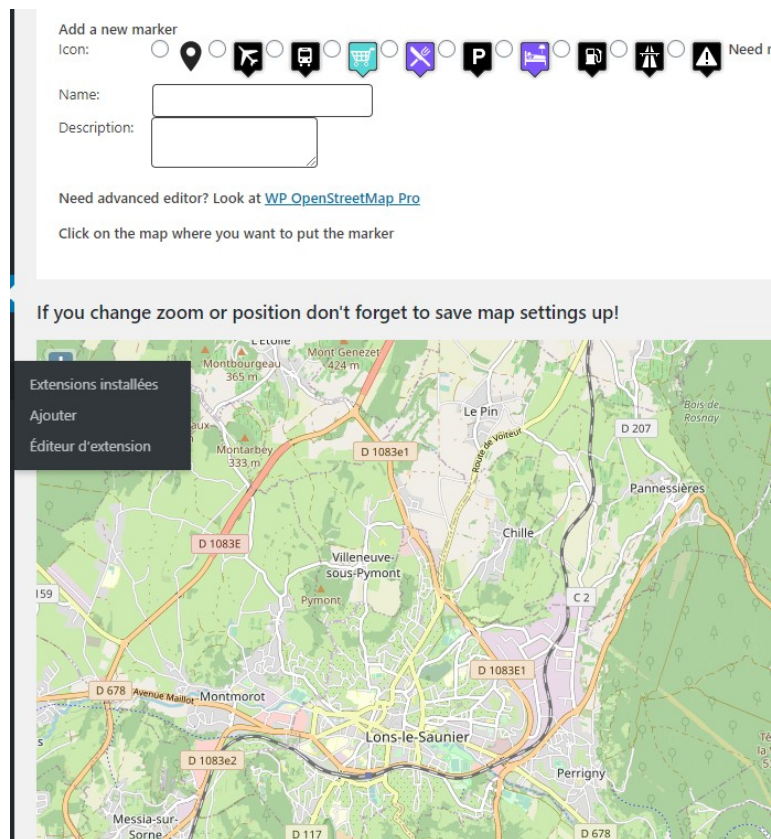 Add a new marker
Icon:
P
Need
Name:
Description:
Need advanced editor? Look at WP OpenStreetMap Pro
Click on the map where you want to put the marker
If you change zoom or position don't forget to save map settings up!
L'Étoile
Montbourgeau
365 m
Mont Genezet
424 m
Extensions installées
Ajouter
Éditeur d'extension
Le Pin
Bois de
Rosnay
D 207
Route de Voiteur
Montarbey
333 m
D 1083e1
Pannessières
D 1083E
Chille
Villeneuve-
sous-Pymont
Pymont
159
C 2
D 1083E1
D 678
Avenue Maillot
Montmorot
Lons-le-Saunier
D 1083e2
Perrigny
Messia-sur-
Sorne
D 117
D 678